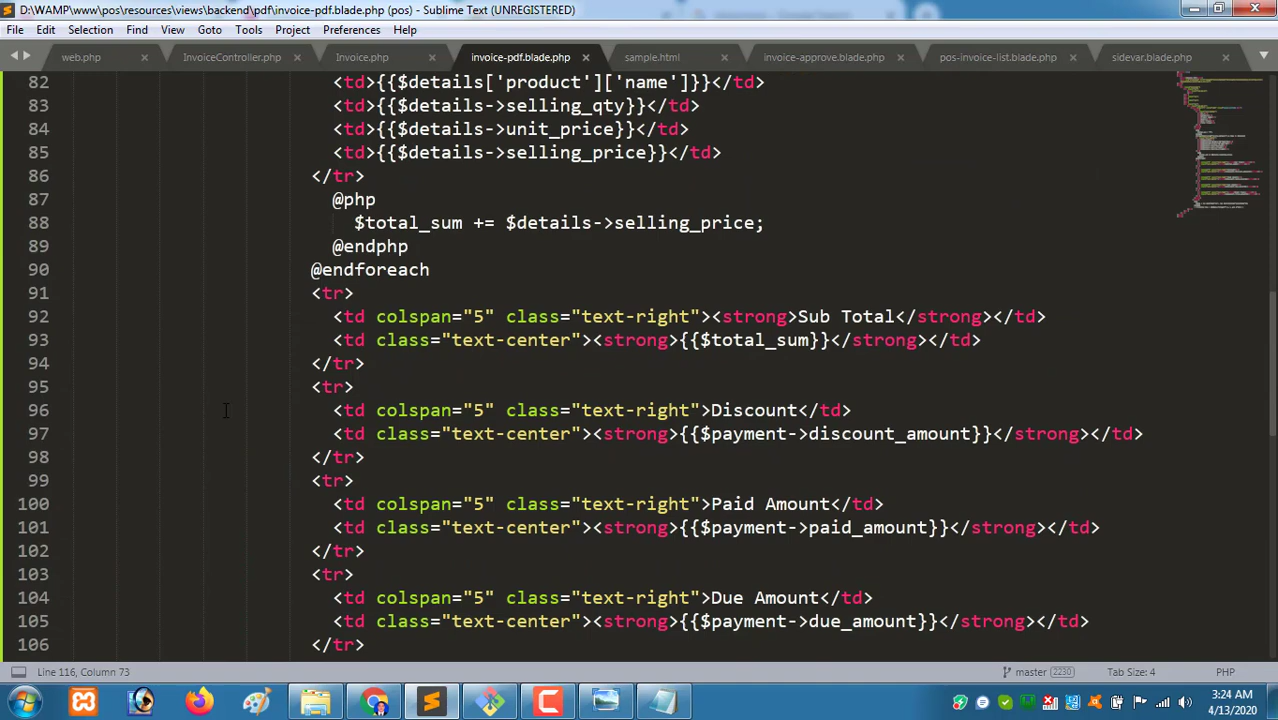 D:\WAMP\www\pos\resources\views\backend\pdf\invoice-pdf.blade.php (pos) - Sublime Text (UNREGISTERED)
File Edit Selection Find View Goto Tools Project Preferences Help
web.php InvoiceController.php Invoice.php invoice-pdf.blade.php sample.html invoice-approve.blade.php pos-invoice-list.blade.php sidevar.blade.php
82 <td>{{$details['product']['name']}}</td>
83 <td>{{$details->selling_qty}}</td>
84 <td>{{$details->unit_price}}</td>
85 <td>{{$details->selling_price}}</td>
86 </tr>
87 @php
88 $total_sum += $details->selling_price;
89 @endphp
90 @endforeach
91 <tr>
92 <td colspan="5" class="text-right"><strong>Sub Total</strong></td>
93 <td class="text-center"><strong>{{$total_sum}}</strong></td>
94 </tr>
95 <tr>
96 <td colspan="5" class="text-right">Discount</td>
97 <td class="text-center"><strong>{{$payment->discount_amount}}</strong></td>
98 </tr>
99 <tr>
100 <td colspan="5" class="text-right">Paid Amount</td>
101 <td class="text-center"><strong>{{$payment->paid_amount}}</strong></td>
102 </tr>
103 <tr>
104 <td colspan="5" class="text-right">Due Amount</td>
105 <td class="text-center"><strong>{{$payment->due_amount}}</strong></td>
106 </tr>
Line 116, Column 73 master 2230 Tab Size: 4 PHP
3:24 AM
4/13/2020